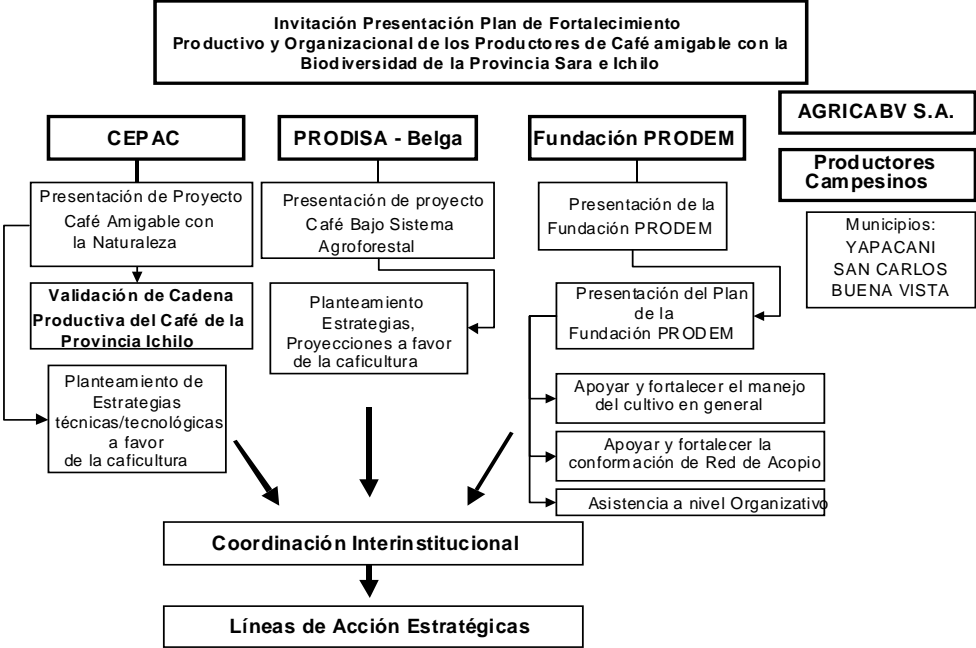 Invitación Presentación Plan de Fortalecimiento
Productivo y Organizacional de los Productores de Café amigable con la
Biodiversidad de la Provincia Sara e Ichilo
CEPAC
Presentación de Proyecto
Café Amigable con
la Naturaleza
Validación de Cadena
Productiva del Café de la
Provincia Ichilo
Planteamiento de
Estrategias
técnicas/tecnológicas
a favor
de la caficultura
PRODISA - Belga
Presentación de proyecto
Café Bajo Sistema
Agroforestal
Planteamiento
Estrategias,
Proyecciones a favor
de la caficultura
Fundación PRODEM
Presentación de la
Fundación PRODEM
Presentación del Plan
de la
Fundación PRODEM
Apoyar y fortalecer el manejo
del cultivo en general
Apoyar y fortalecer la
conformación de Red de Acopio
Asistencia a nivel Organizativo
AGRICABV S.A.
Productores
Campesinos
Municipios:
YAPACANI
SAN CARLOS
BUENA VISTA
Coordinación Interinstitucional
Líneas de Acción Estratégicas